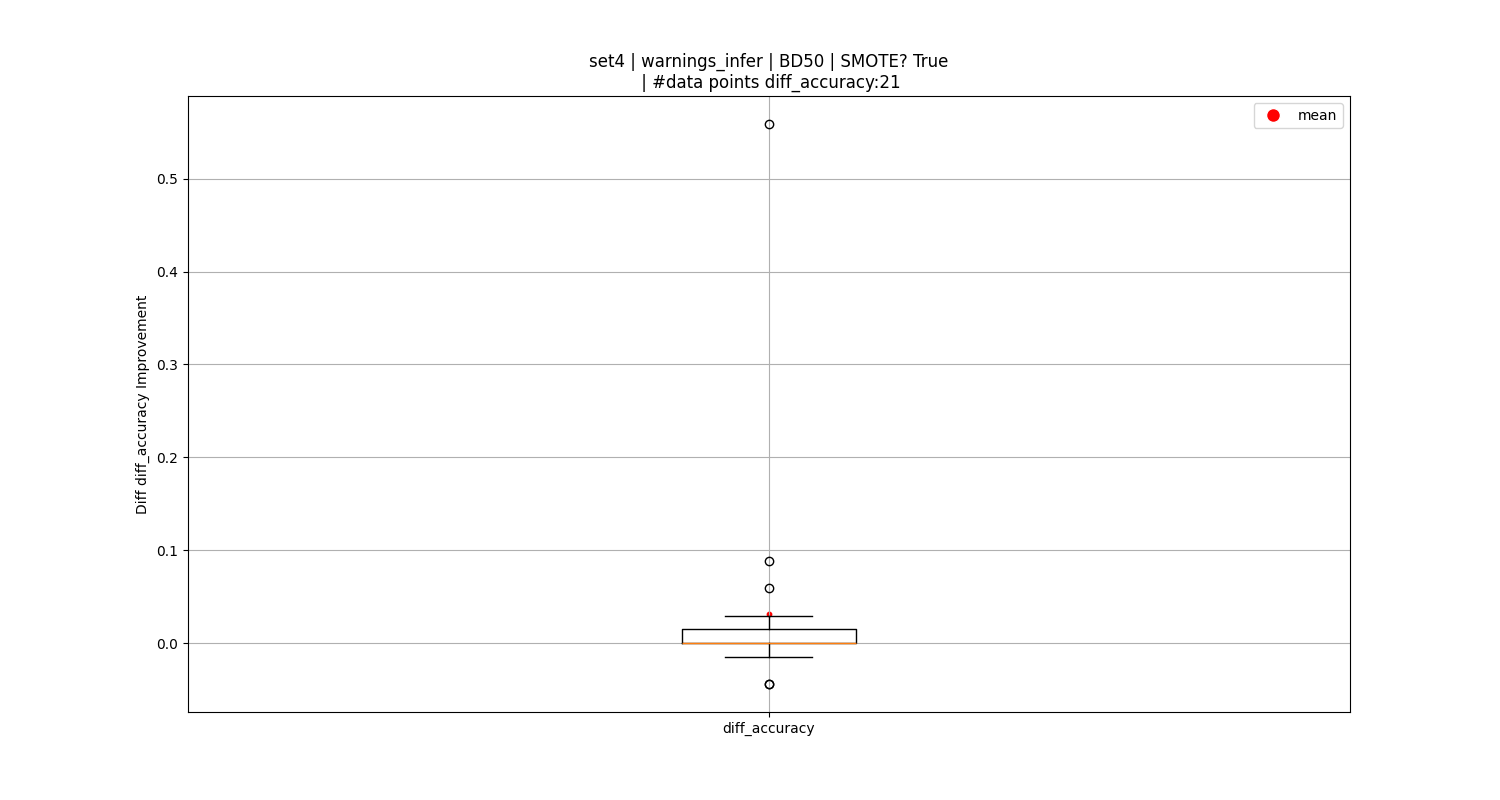 set4 | warnings_infer | BD50 | SMOTE? True
| #data points diff_accuracy:21
mean
0.5
0.4
0.3
0.2
0.1
0.0
Diff diff_accuracy Improvement
diff_accuracy